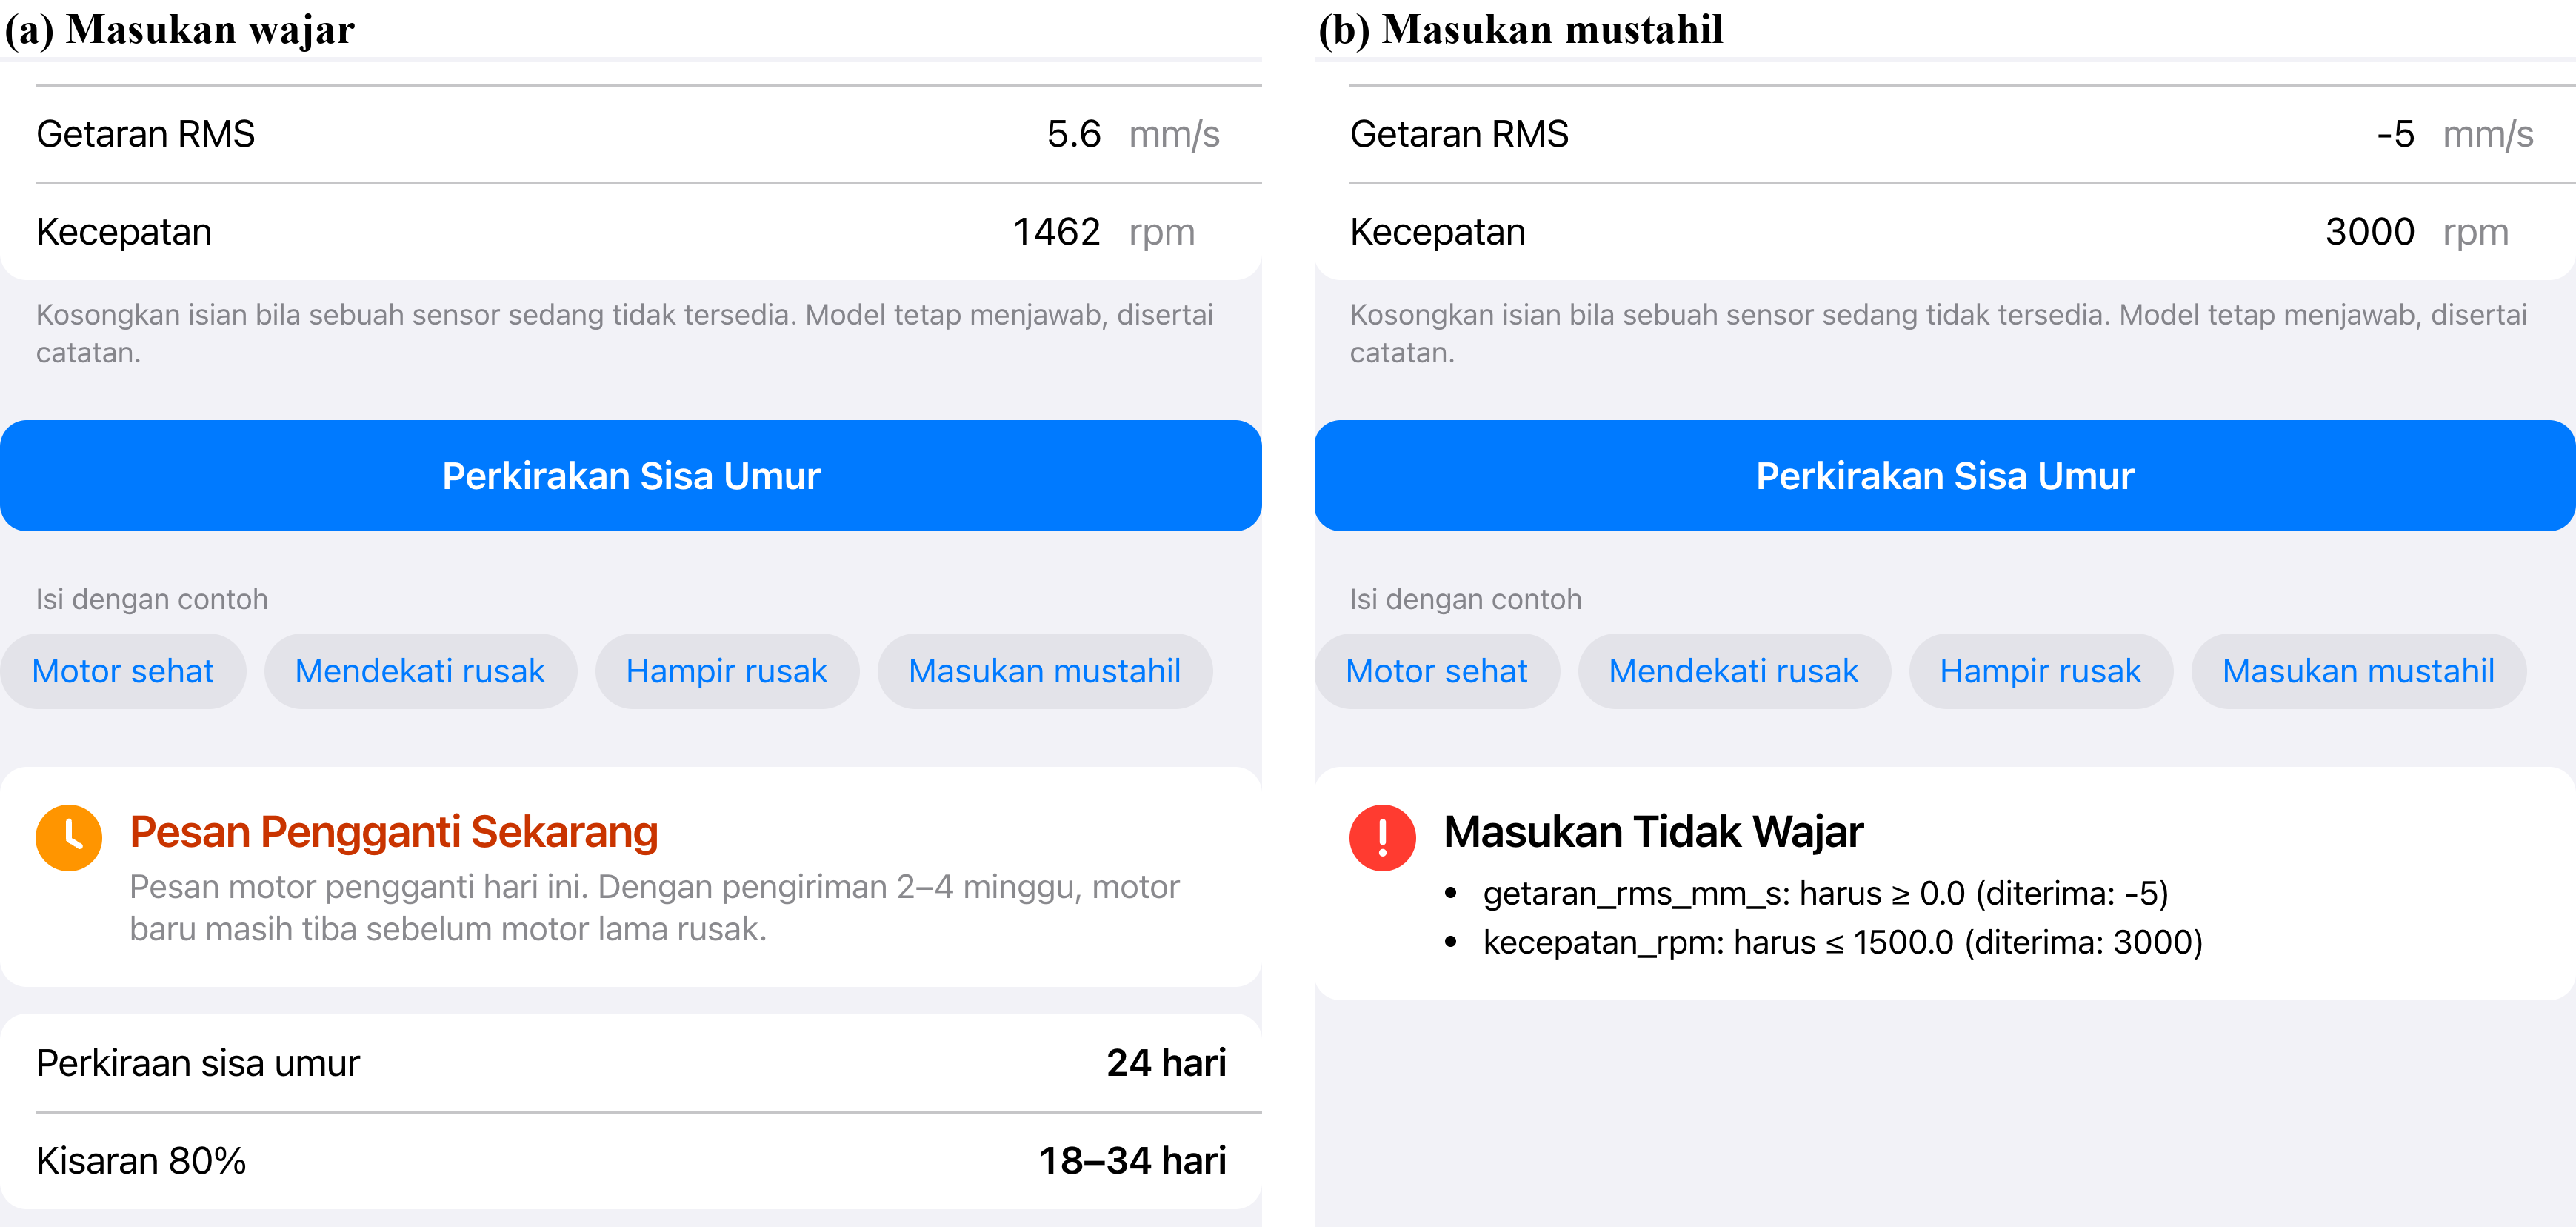 (a) Masukan wajar
Getaran RMS 5.6 mm/s
Kecepatan 1462 rpm
Kosongkan isian bila sebuah sensor sedang tidak tersedia. Model tetap menjawab, disertai
catatan.
Perkirakan Sisa Umur
Isi dengan contoh
Motor sehat Mendekati rusak Hampir rusak Masukan mustahil
Pesan Pengganti Sekarang
Pesan motor pengganti hari ini. Dengan pengiriman 2–4 minggu, motor
baru masih tiba sebelum motor lama rusak.
Perkiraan sisa umur 24 hari
Kisaran 80% 18–34 hari
(b) Masukan mustahil
Getaran RMS -5 mm/s
Kecepatan 3000 rpm
Kosongkan isian bila sebuah sensor sedang tidak tersedia. Model tetap menjawab, disertai
catatan.
Perkirakan Sisa Umur
Isi dengan contoh
Motor sehat Mendekati rusak Hampir rusak Masukan mustahil
Masukan Tidak Wajar
• getaran_rms_mm_s: harus ≥ 0.0 (diterima: -5)
• kecepatan_rpm: harus ≤ 1500.0 (diterima: 3000)